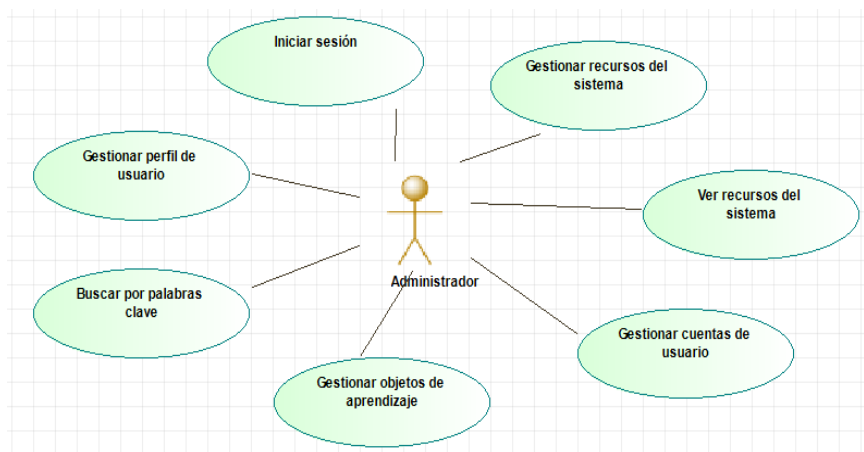 Iniciar sesión
Gestionar recursos del
sistema
Gestionar perfil de
usuario
Ver recursos del
sistema
Administrador
Buscar por palabras
clave
Gestionar cuentas de
usuario
Gestionar objetos de
aprendizaje